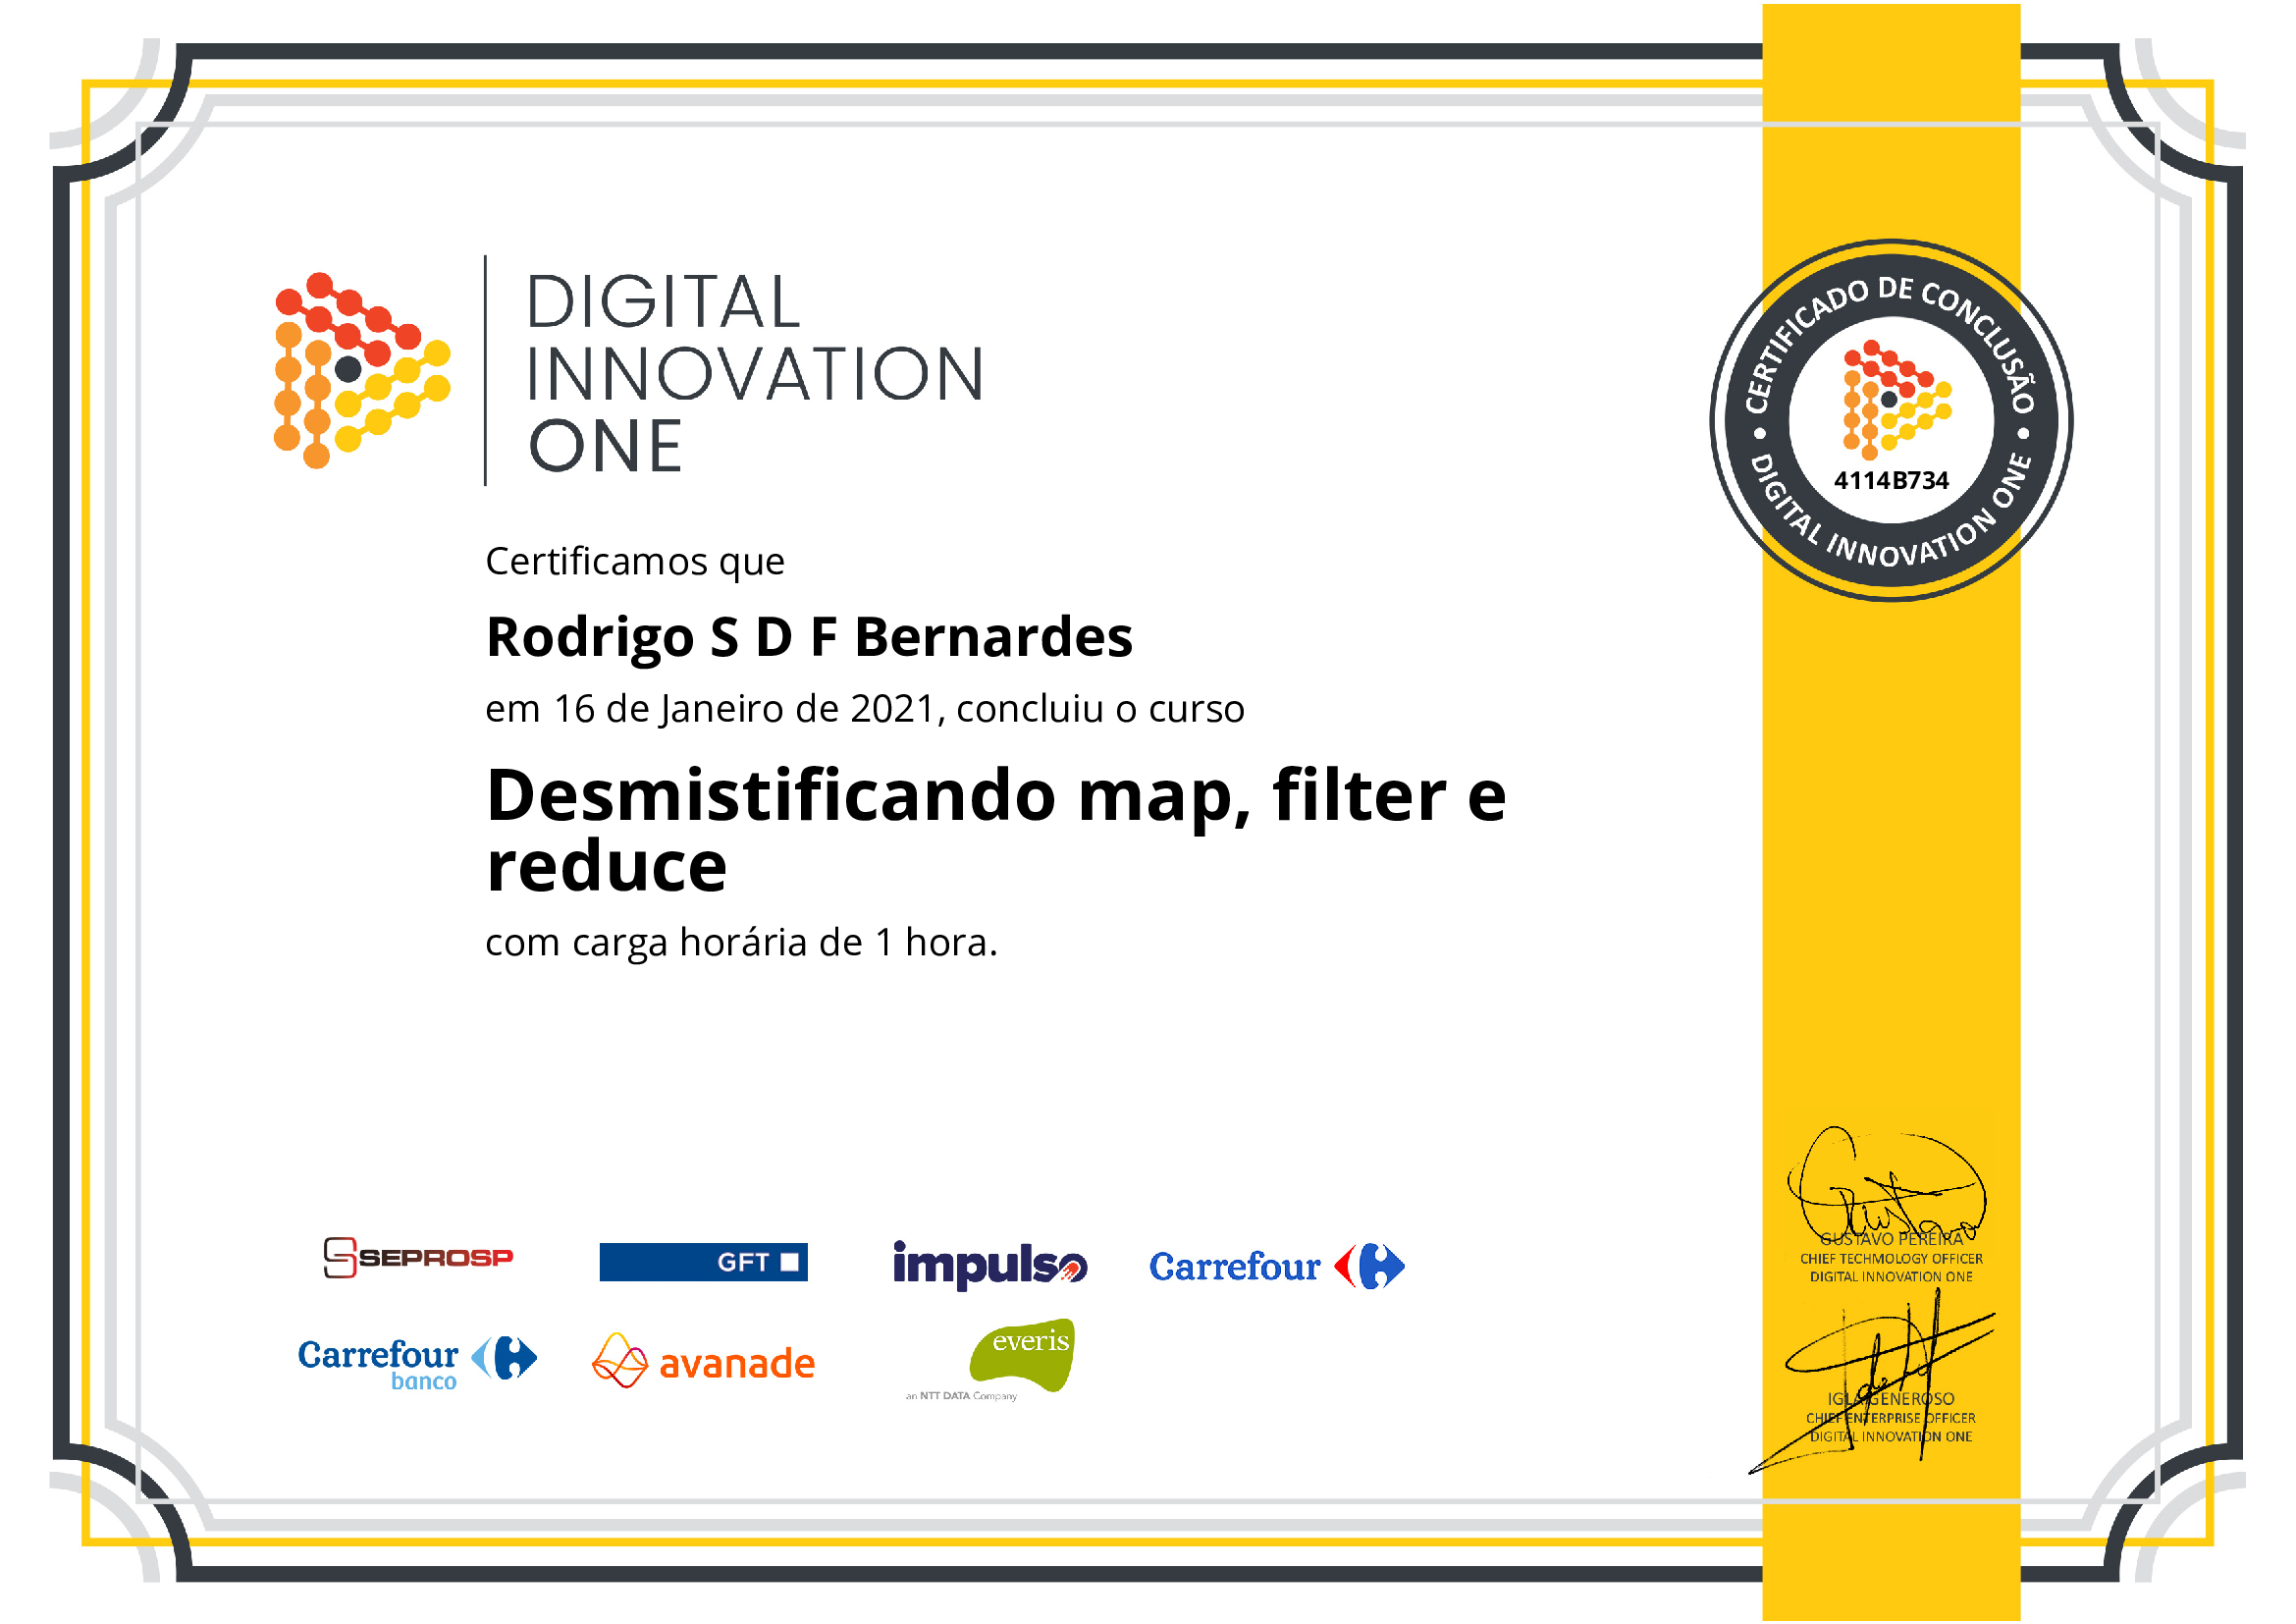 DIGITAL
INNOVATION
ONE
CERTIFICADO DE CONCLUSÃO
4114B734
DIGITAL INNOVATION ONE
Certificamos que
Rodrigo S D F Bernardes
em 16 de Janeiro de 2021, concluiu o curso
Desmistificando map, filter e
reduce
com carga horária de 1 hora.
SEPROSP
GFT
impulso
Carrefour
Carrefour
banco
avanade
everis
an NTT DATA Company
Gustavo
GUSTAVO PEREIRA
CHIEF TECHMOLOGY OFFICER
DIGITAL INNOVATION ONE
IGLA GENEROSO
CHIEF ENTERPRISE OFFICER
DIGITAL INNOVATION ONE